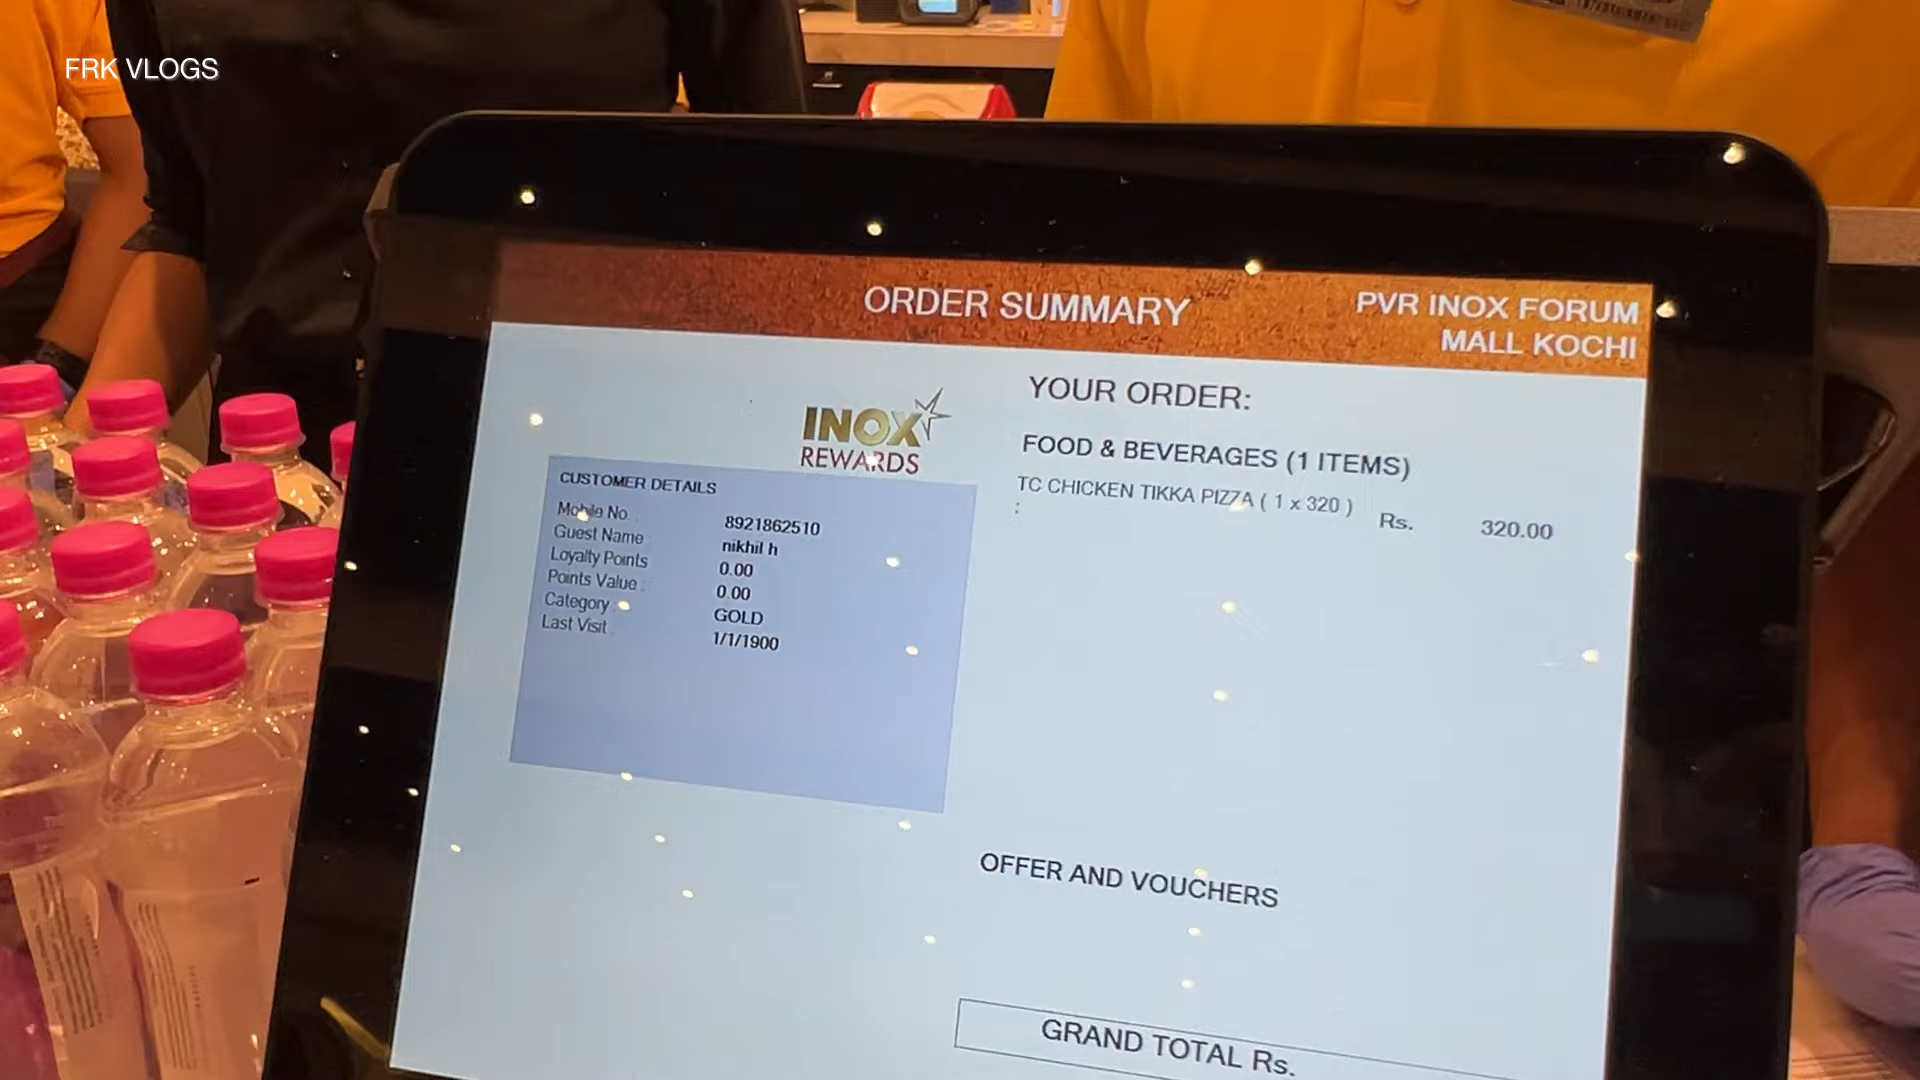 FRK VLOGS
ORDER SUMMARY
PVR INOX FORUM
MALL KOCHI
INOX
REWARDS
CUSTOMER DETAILS
Mobile No. : 8921862510
Guest Name nikhil h
Loyalty Points 0.00
Points Value : 0.00
Category GOLD
Last Visit 1/1/1900
YOUR ORDER:
FOOD & BEVERAGES (1 ITEMS)
TC CHICKEN TIKKA PIZZA ( 1 x 320 )
: Rs. 320.00
OFFER AND VOUCHERS
GRAND TOTAL Rs.